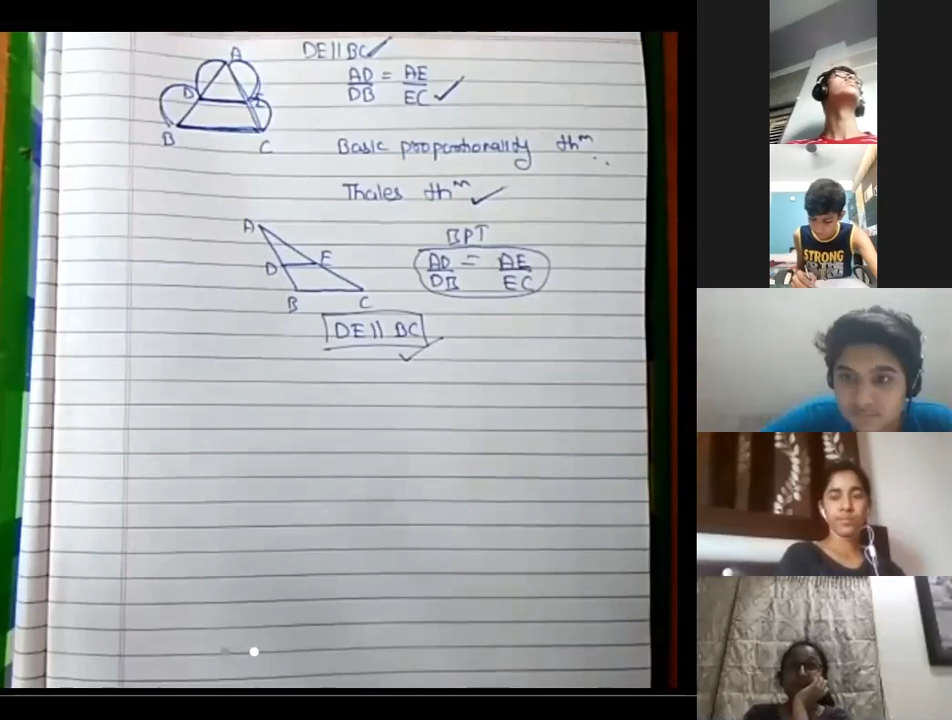 A
DE || BC ✓
AD/DB = AE/EC ✓
D E
B C
Basic proportionality thm..
Thales thm ✓
A
BPT
D E
AD/DB = AE/EC
B C
DE || BC ✓
STRONG